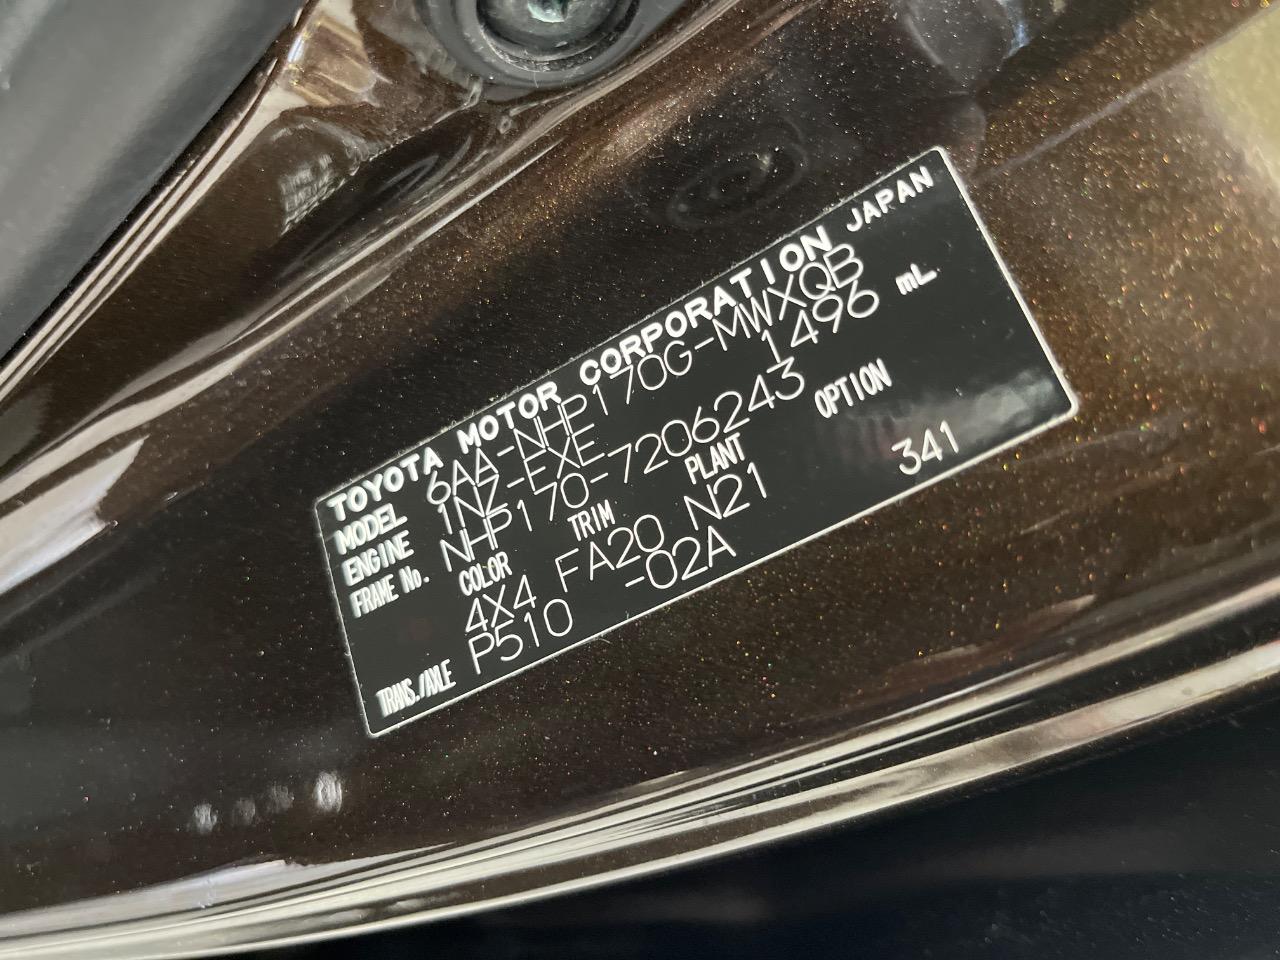 TOYOTA MOTOR CORPORATION JAPAN
MODEL 6AA-NHP170G-MWXQB
ENGINE 1NZ-FXE 1496 mL
FRAME No. NHP170-7206243
COLOR TRIM PLANT OPTION
4X4 FA20 N21 341
TRANS./AXLE P510 -02A